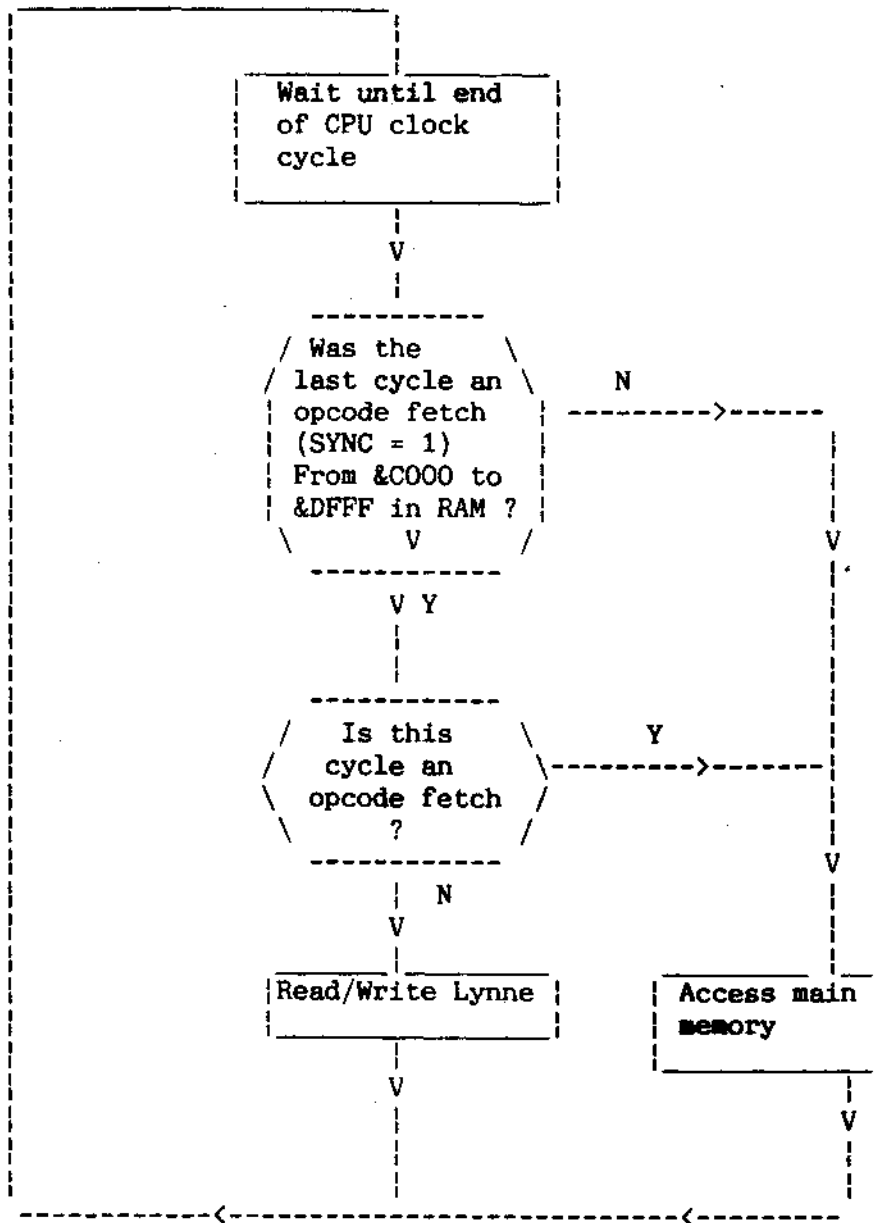 Wait until end
of CPU clock
cycle
V
Was the
last cycle an
opcode fetch
(SYNC = 1)
From &C000 to
&DFFF in RAM ?
V
N
V
V Y
Is this
cycle an
opcode fetch
?
Y
V
N
V
Read/Write Lynne
Access main
memory
V
V